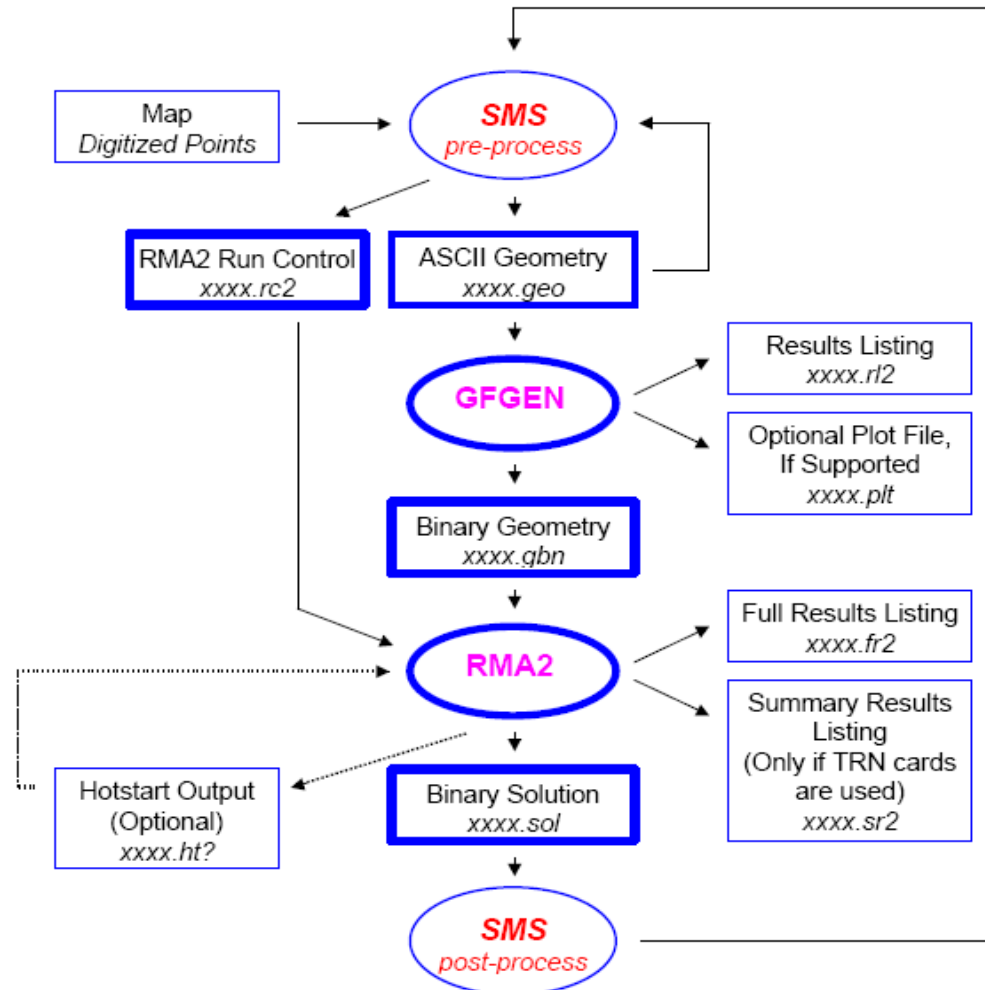 SMS
pre-process
Map
Digitized Points
RMA2 Run Control
xxxx.rc2
ASCII Geometry
xxxx.geo
GFGEN
Results Listing
xxxx.rl2
Optional Plot File,
If Supported
xxxx.plt
Binary Geometry
xxxx.gbn
RMA2
Full Results Listing
xxxx.fr2
Summary Results
Listing
(Only if TRN cards
are used)
xxxx.sr2
Hotstart Output
(Optional)
xxxx.ht?
Binary Solution
xxxx.sol
SMS
post-process